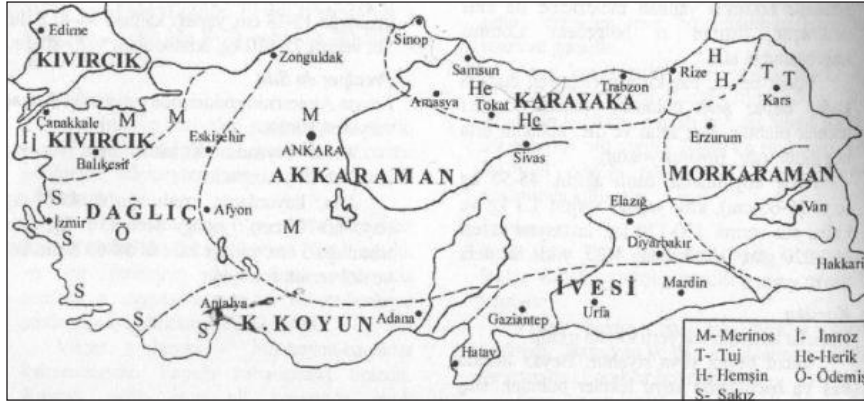 Edirne
KIVIRCIK
Çanakkale
M
M
KIVIRCIK
Balıkesir
Zonguldak
Eskişehir
M
ANKARA
AKKARAMAN
Sinop
Samsun
Amasya
He
Tokat
He
KARAYAKA
Trabzon
Sivas
Rize
H
H
T
T
Kars
Erzurum
MORKARAMAN
İ
İ
S
İzmir
S
S
DAĞLIÇ
Ö
Afyon
M
Elazığ
Diyarbakır
Van
Hakkari
Antalya
S
S
K.KOYUN
Adana
Gaziantep
İVESİ
Urfa
Mardin
Hatay
M- Merinos
T - Tuj
H- Hemşin
S- Sakız
İ Imroz
He-Herik
Ö- Ödemiş